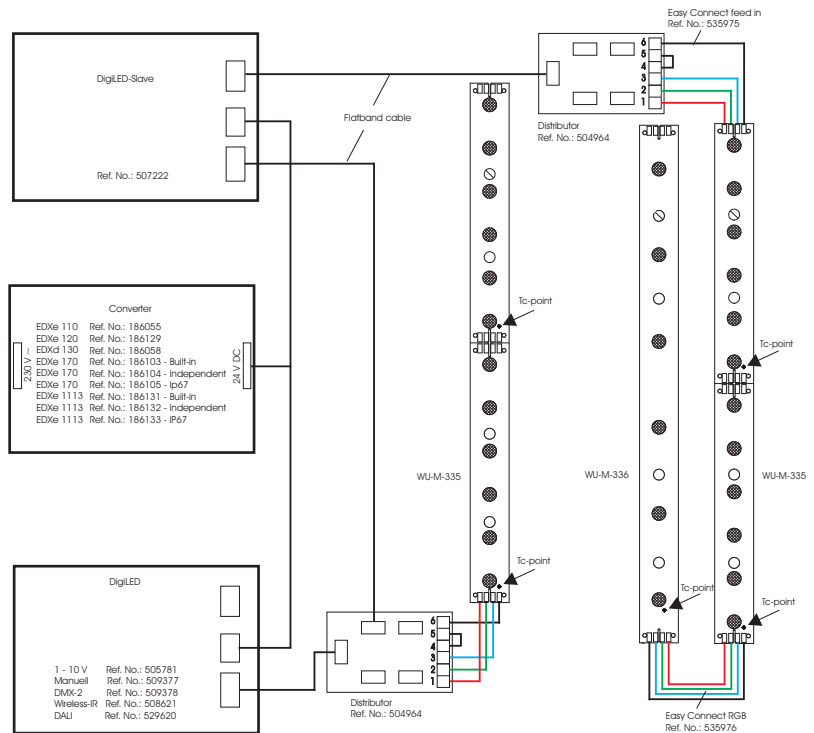 DigiLED-Slave
Ref. No.: 507222
Flatband cable
Easy Connect feed in
Ref. No.: 535975
6
5
4
3
2
1
Distributor
Ref. No.: 504964
Converter
EDXe 110 Ref. No.: 186055
EDXe 120 Ref. No.: 186129
EDXd 130 Ref. No.: 186058
EDXe 170 Ref. No.: 186103 - Built-in
EDXe 170 Ref. No.: 186104 - Independent
EDXe 170 Ref. No.: 186105 - Ip67
EDXe 1113 Ref. No.: 186131 - Built-in
EDXe 1113 Ref. No.: 186132 - Independent
EDXe 1113 Ref. No.: 186133 - IP67
230 V ~
24 V DC
Tc-point
Tc-point
WU-M-335
WU-M-336
WU-M-335
Tc-point
Tc-point
Tc-point
DigiLED
1 - 10 V Ref. No.: 505781
Manuell Ref. No.: 509377
DMX-2 Ref. No.: 509378
Wireless-IR Ref. No.: 508621
DALI Ref. No.: 529620
6
5
4
3
2
1
Distributor
Ref. No.: 504964
Easy Connect RGB
Ref. No.: 535976